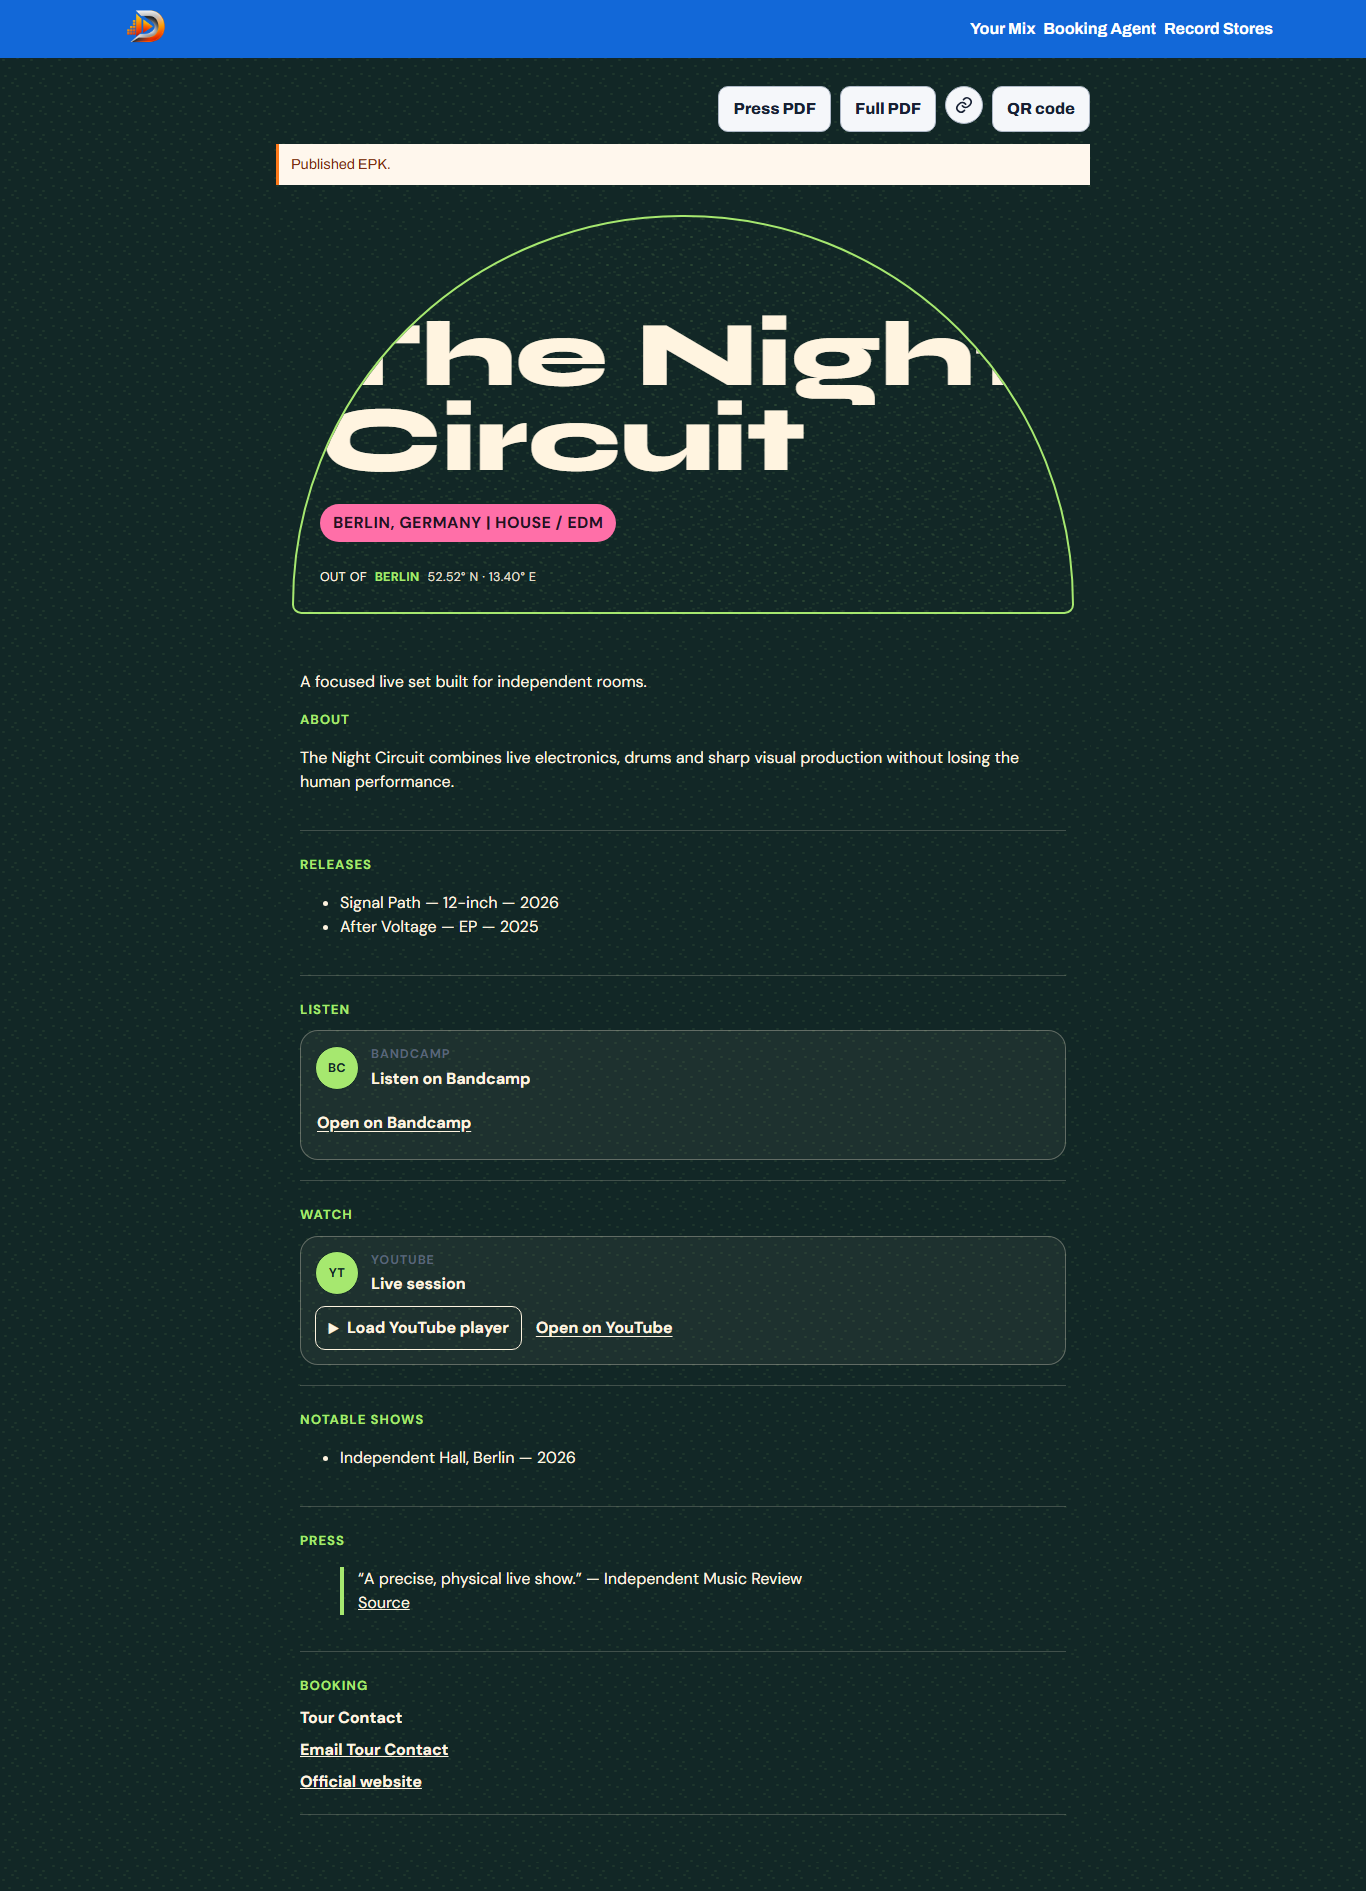 Your Mix Booking Agent Record Stores
Press PDF Full PDF QR code
Published EPK.
The Night
Circuit
BERLIN, GERMANY | HOUSE / EDM
OUT OF BERLIN 52.52° N · 13.40° E
A focused live set built for independent rooms.
ABOUT
The Night Circuit combines live electronics, drums and sharp visual production without losing the
human performance.
RELEASES
Signal Path — 12-inch — 2026
After Voltage — EP — 2025
LISTEN
BC
BANDCAMP
Listen on Bandcamp
Open on Bandcamp
WATCH
YT
YOUTUBE
Live session
Load YouTube player Open on YouTube
NOTABLE SHOWS
Independent Hall, Berlin — 2026
PRESS
“A precise, physical live show.” — Independent Music Review
Source
BOOKING
Tour Contact
Email Tour Contact
Official website